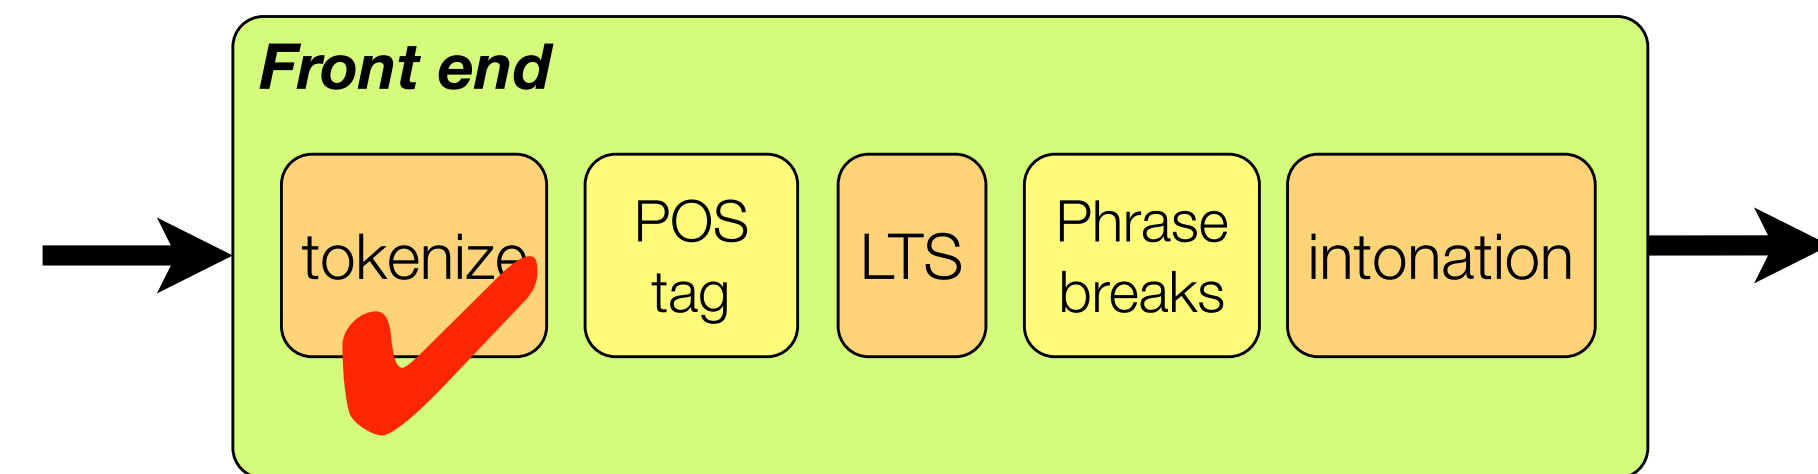 Front end
tokenize
POS
tag
LTS
Phrase
breaks
intonation